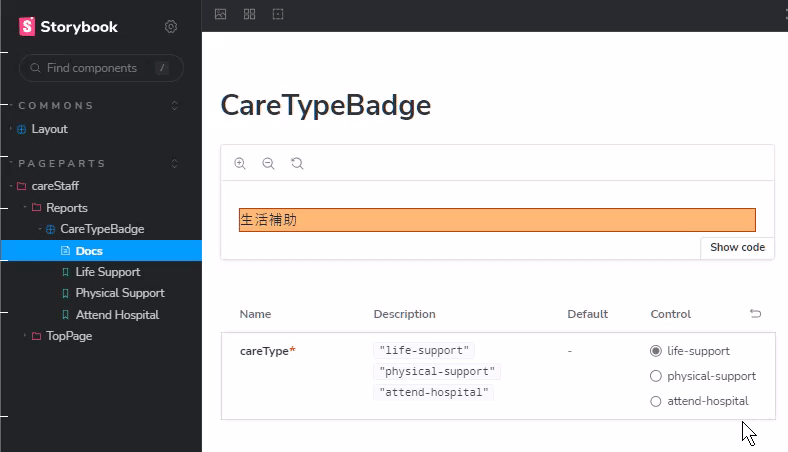 Storybook
Find components /
COMMONS
Layout
PAGEPARTS
careStaff
Reports
CareTypeBadge
Docs
Life Support
Physical Support
Attend Hospital
TopPage
CareTypeBadge
生活補助
Show code
Name Description Default Control
careType* "life-support" - life-support
"physical-support" physical-support
"attend-hospital" attend-hospital